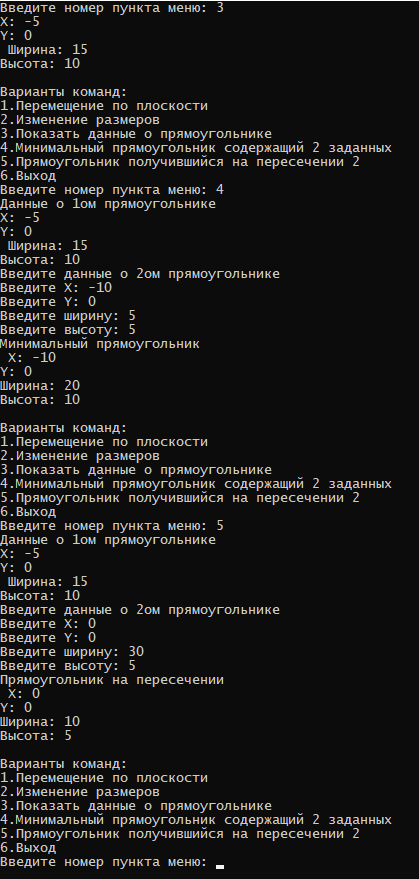 Введите номер пункта меню: 3
X: -5
Y: 0
 Ширина: 15
Высота: 10

Варианты команд:
1.Перемещение по плоскости
2.Изменение размеров
3.Показать данные о прямоугольнике
4.Минимальный прямоугольник содержащий 2 заданных
5.Прямоугольник получившийся на пересечении 2
6.Выход
Введите номер пункта меню: 4
Данные о 1ом прямоугольнике
X: -5
Y: 0
 Ширина: 15
Высота: 10
Введите данные о 2ом прямоугольнике
Введите X: -10
Введите Y: 0
Введите ширину: 5
Введите высоту: 5
Минимальный прямоугольник
 X: -10
Y: 0
Ширина: 20
Высота: 10

Варианты команд:
1.Перемещение по плоскости
2.Изменение размеров
3.Показать данные о прямоугольнике
4.Минимальный прямоугольник содержащий 2 заданных
5.Прямоугольник получившийся на пересечении 2
6.Выход
Введите номер пункта меню: 5
Данные о 1ом прямоугольнике
X: -5
Y: 0
 Ширина: 15
Высота: 10
Введите данные о 2ом прямоугольнике
Введите X: 0
Введите Y: 0
Введите ширину: 30
Введите высоту: 5
Прямоугольник на пересечении
 X: 0
Y: 0
Ширина: 10
Высота: 5

Варианты команд:
1.Перемещение по плоскости
2.Изменение размеров
3.Показать данные о прямоугольнике
4.Минимальный прямоугольник содержащий 2 заданных
5.Прямоугольник получившийся на пересечении 2
6.Выход
Введите номер пункта меню: